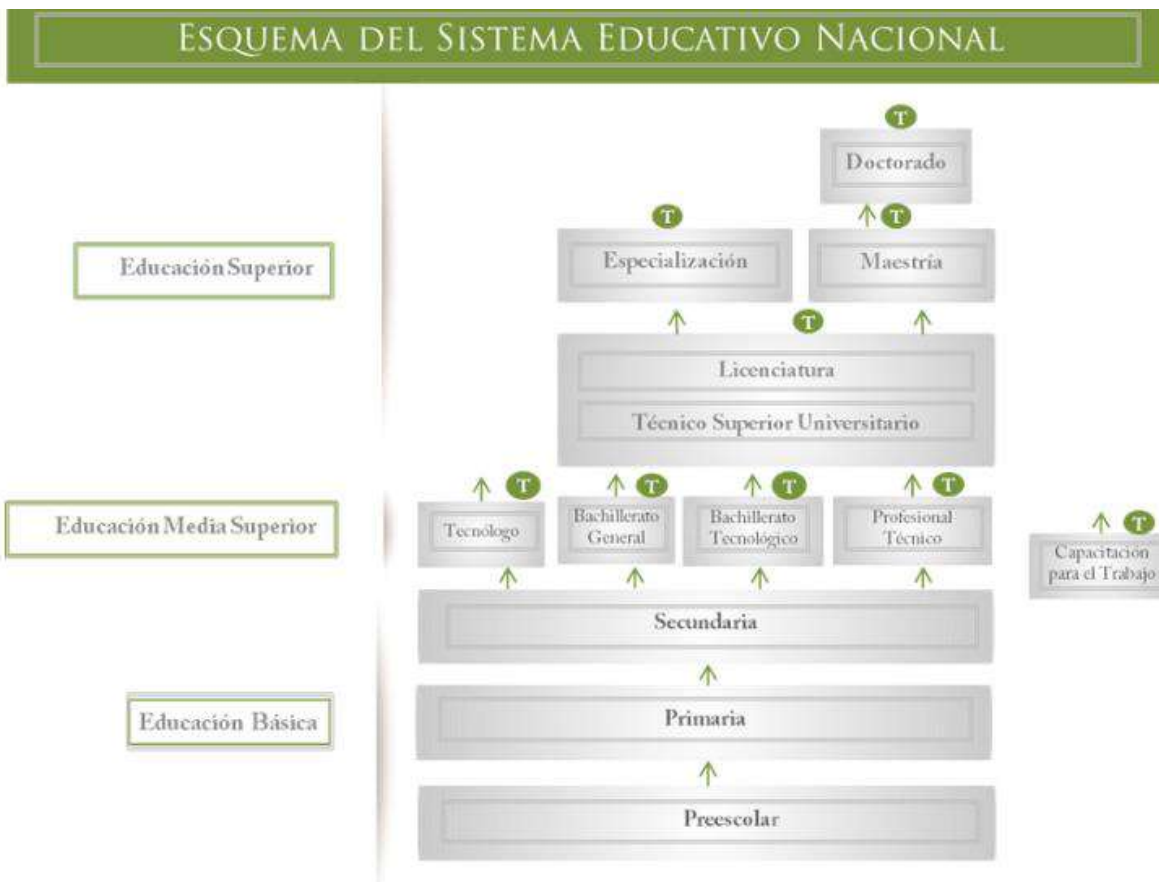 ESQUEMA DEL SISTEMA EDUCATIVO NACIONAL
T
Doctorado
T
T
Educación Superior
Especialización
Maestría
T
Licenciatura
Técnico Superior Universitario
T
T
T
T
Educación Media Superior
Tecnólogo
Bachillerato
General
Bachillerato
Tecnológico
Profesional
Técnico
T
Capacitación
para el Trabajo
Secundaria
Educación Básica
Primaria
Preescolar